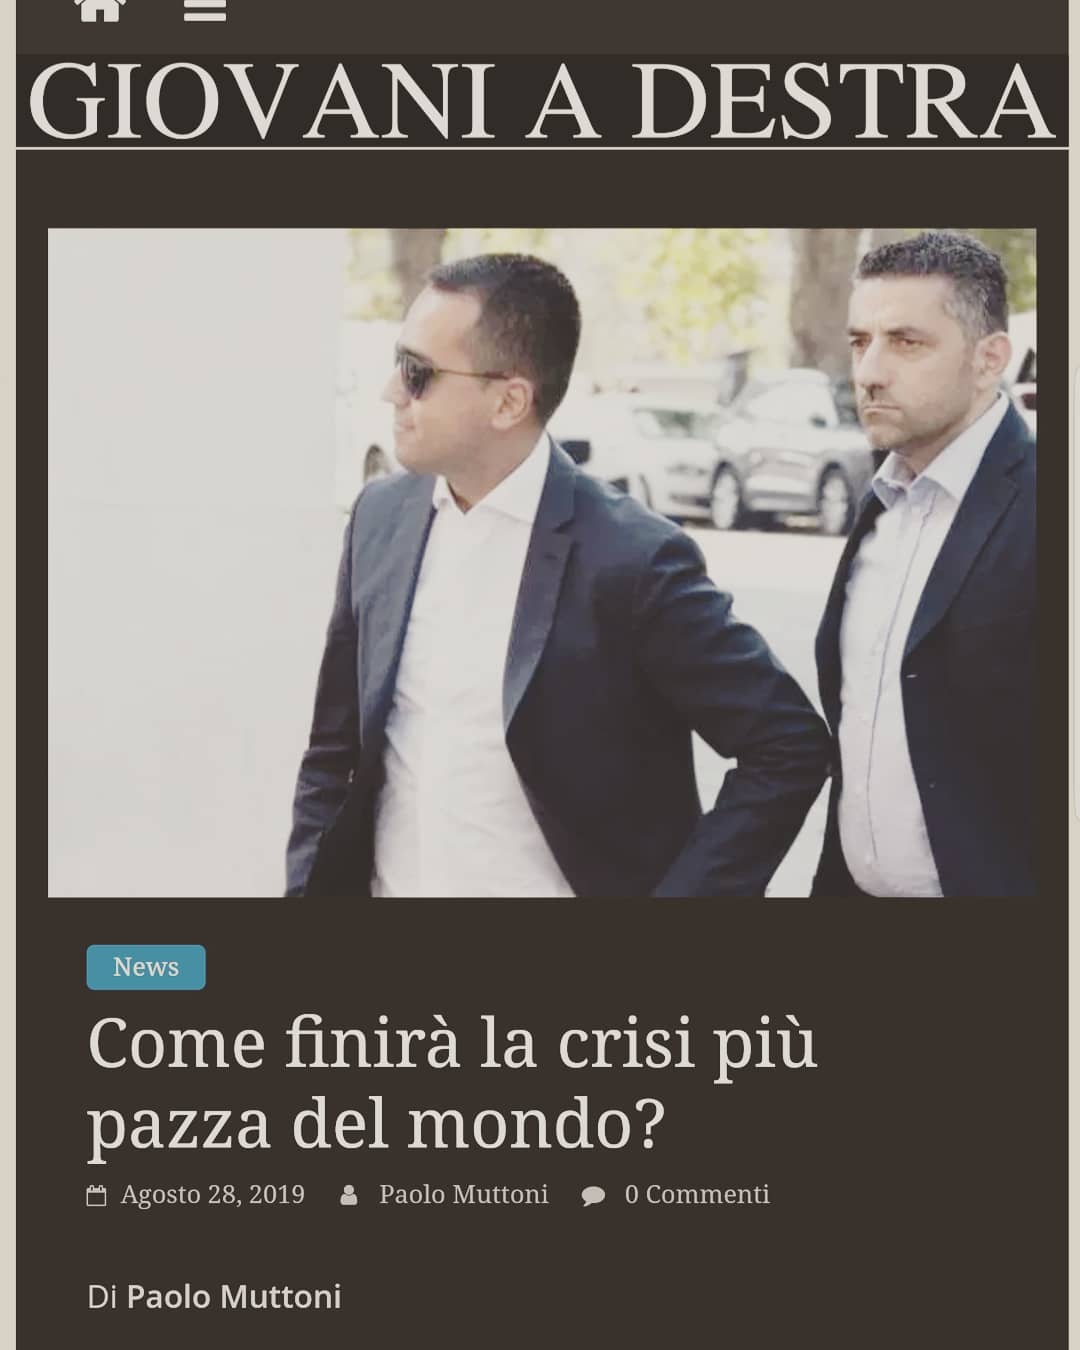 GIOVANI A DESTRA
News
Come finirà la crisi più
pazza del mondo?
Agosto 28, 2019 Paolo Muttoni 0 Commenti
Di Paolo Muttoni